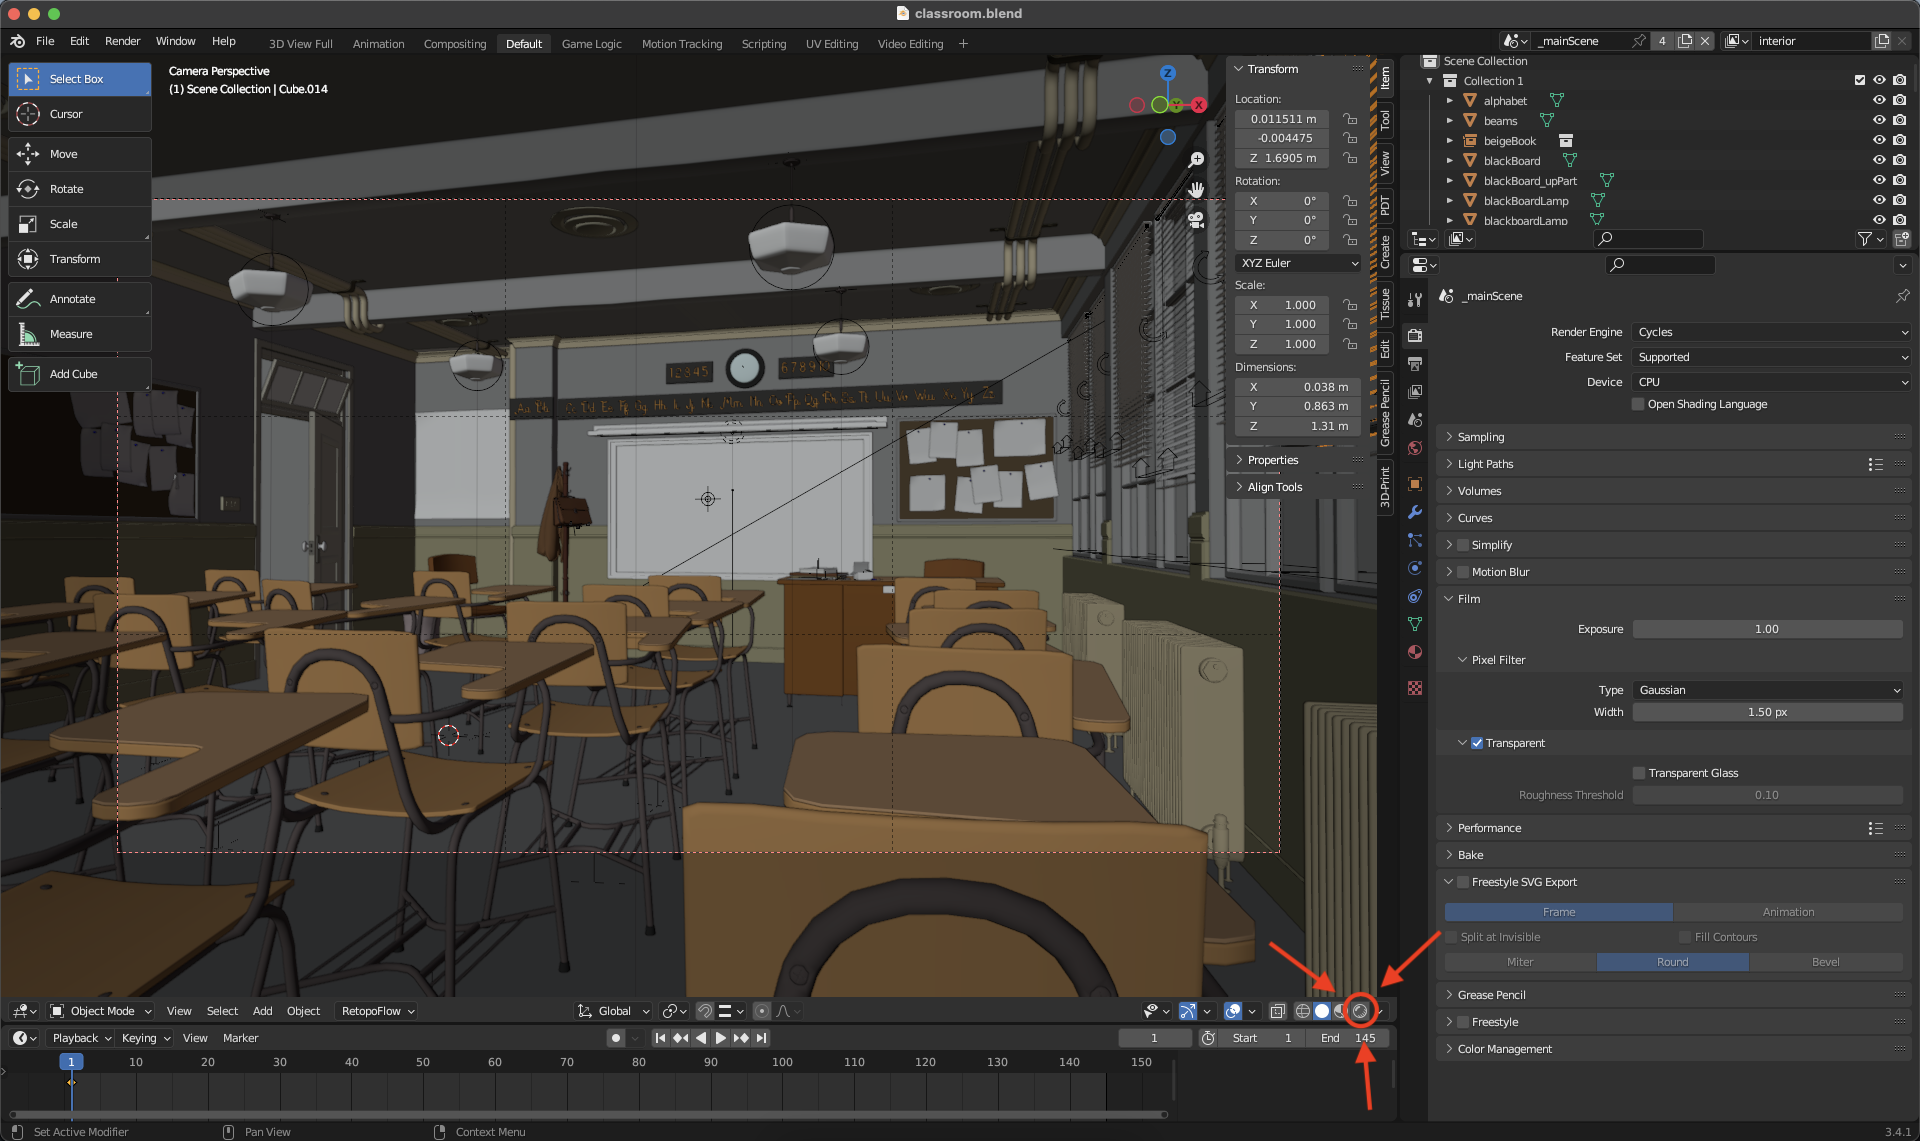 classroom.blend
File Edit Render Window Help 3D View Full Animation Compositing Default Game Logic Motion Tracking Scripting UV Editing Video Editing + _mainScene 4 interior
Select Box
Cursor
Move
Rotate
Scale
Transform
Annotate
Measure
Add Cube
Camera Perspective
(1) Scene Collection | Cube.014
Z
X
Y
12345
Transform
Location:
0.011511 m
-0.004475
Z 1.6905 m
Rotation:
X 0°
Y 0°
Z 0°
XYZ Euler
Scale:
X 1.000
Y 1.000
Z 1.000
Dimensions:
X 0.038 m
Y 0.863 m
Z 1.31 m
Properties
Align Tools
Item
Tool
View
PDT
Create
Tissue
Edit
Grease Pencil
3D-Print
Scene Collection
Collection 1
alphabet
beams
beigeBook
blackBoard
blackBoard_upPart
blackBoardLamp
blackboardLamp
_mainScene
Render Engine Cycles
Feature Set Supported
Device CPU
Open Shading Language
Sampling
Light Paths
Volumes
Curves
Simplify
Motion Blur
Film
Exposure 1.00
Pixel Filter
Type Gaussian
Width 1.50 px
Transparent
Transparent Glass
Roughness Threshold 0.10
Performance
Bake
Freestyle SVG Export
Frame Animation
Split at Invisible Fill Contours
Miter Round Bevel
Grease Pencil
Freestyle
Color Management
Object Mode View Select Add Object RetopoFlow Global
Playback Keying View Marker 1 Start 1 End 145
1 10 20 30 40 50 60 70 80 90 100 110 120 130 140 150
Set Active Modifier Pan View Context Menu 3.4.1